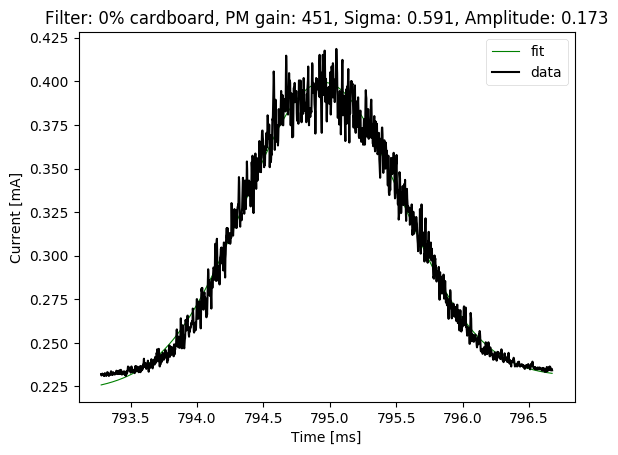 Filter: 0% cardboard, PM gain: 451, Sigma: 0.591, Amplitude: 0.173
0.425
0.400
0.375
0.350
0.325
0.300
0.275
0.250
0.225
Current [mA]
fit
data
793.5 794.0 794.5 795.0 795.5 796.0 796.5
Time [ms]